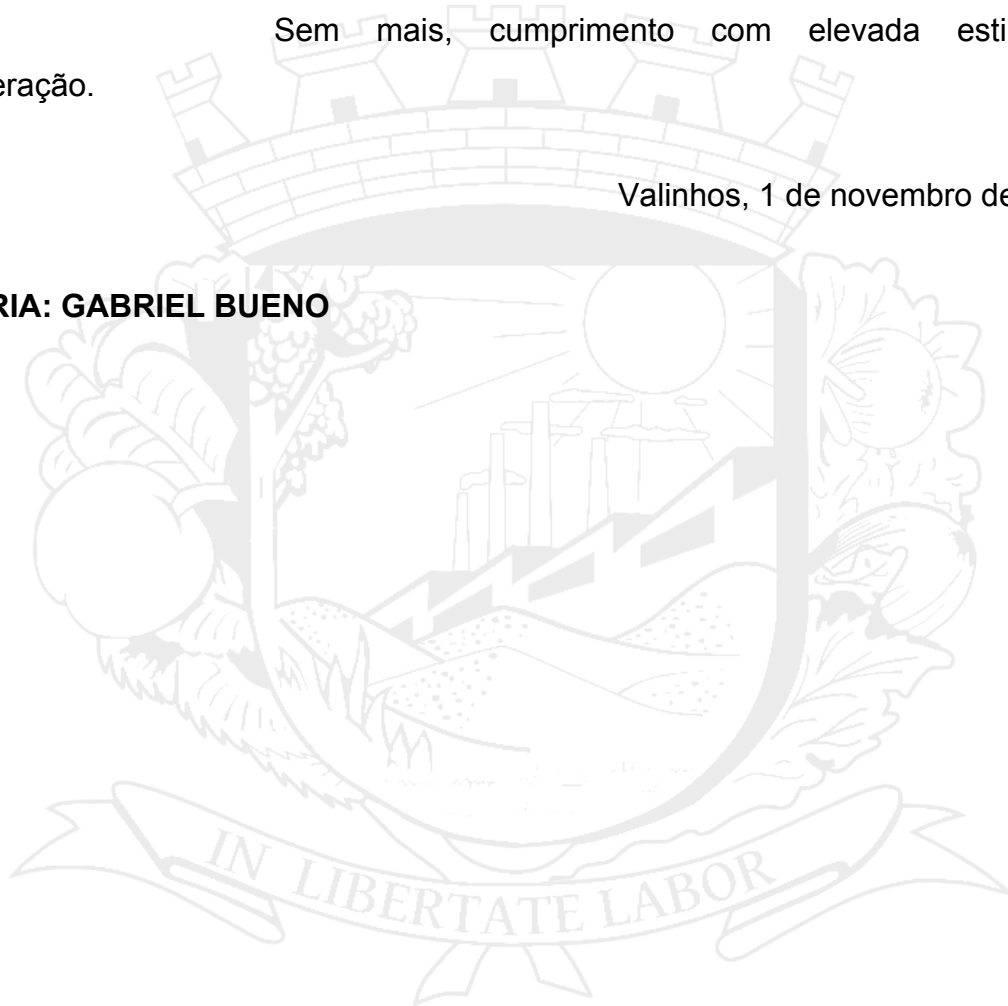 Sem mais, cumprimento com elevada esti
eração.
Valinhos, 1 de novembro de
RIA: GABRIEL BUENO
IN LIBERTATE LABOR